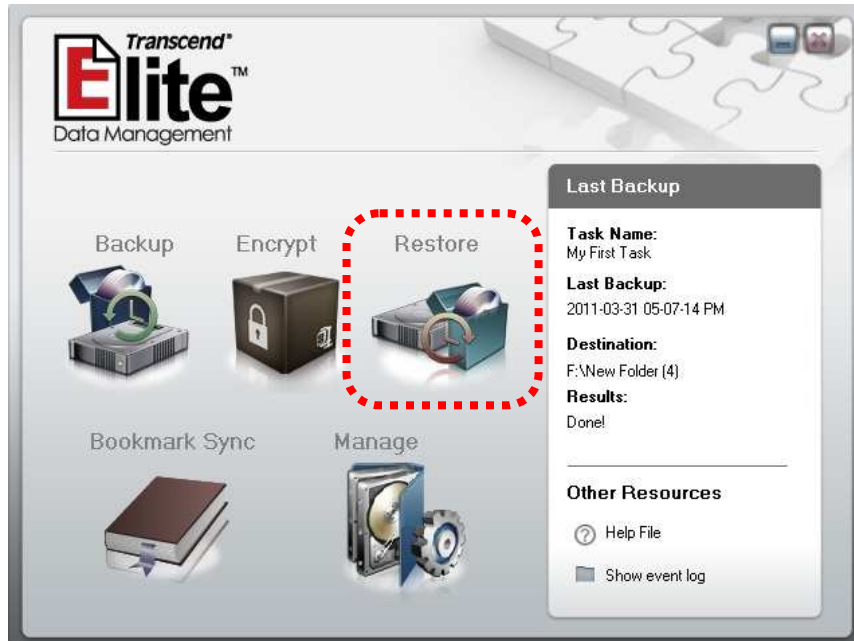 Transcend®
Elite™
Data Management
Last Backup
Task Name:
My First Task
Last Backup:
2011-03-31 05-07-14 PM
Destination:
F:\New Folder (4)
Results:
Done!
Other Resources
Help File
Show event log
Backup
Encrypt
Restore
Bookmark Sync
Manage